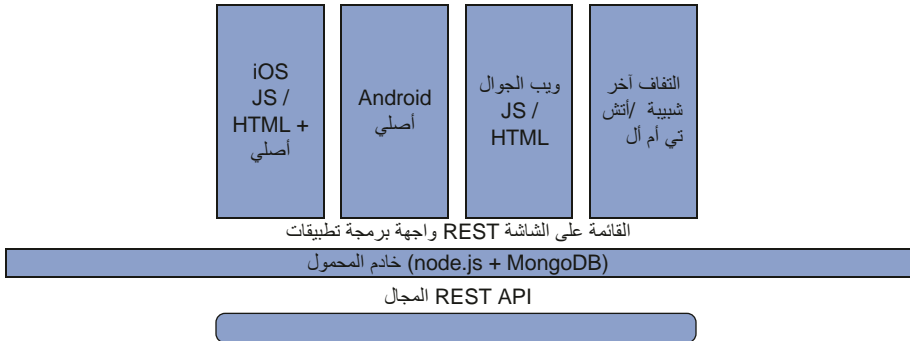 iOS
JS /
HTML +
أصلي
Android
أصلي
ويب الجوال
JS /
HTML
التفاف آخر
شبيبة /أتش
تي أم أل
القائمة على الشاشة REST واجهة برمجة تطبيقات
خادم المحمول (node.js + MongoDB)
المجال REST API